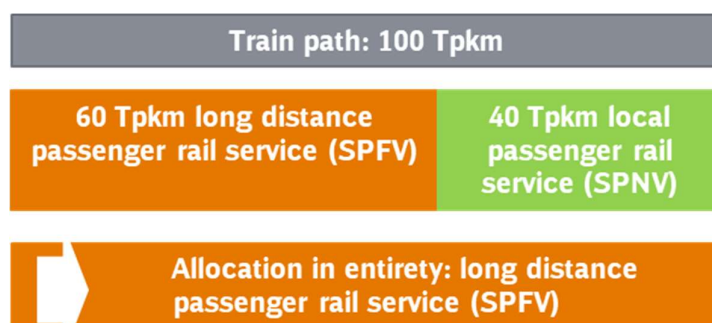 Train path: 100 Tpkm
60 Tpkm long distance
passenger rail service (SPFV)
40 Tpkm local
passenger rail
service (SPNV)
Allocation in entirety: long distance
passenger rail service (SPFV)